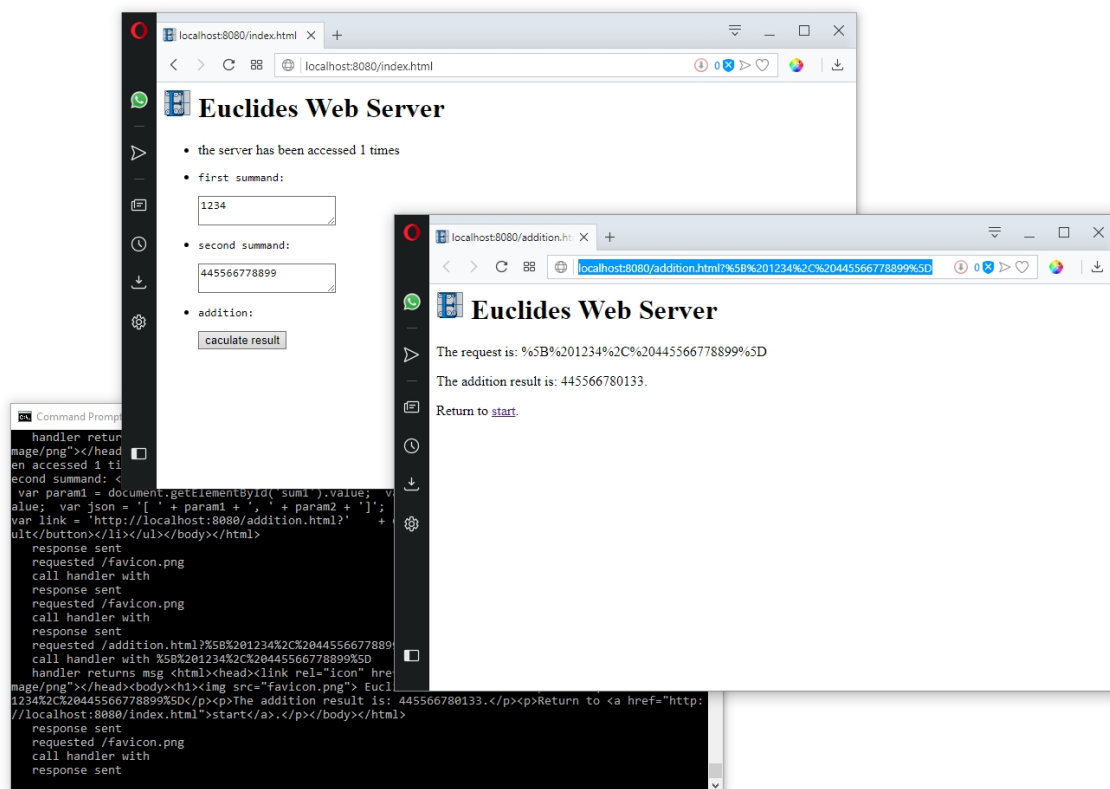 localhost:8080/index.html
localhost:8080/index.html
0
Euclides Web Server
the server has been accessed 1 times
first summand:
1234
second summand:
445566778899
addition:
caculate result
localhost:8080/addition.ht
localhost:8080/addition.html?%5B%201234%2C%20445566778899%5D
0
Euclides Web Server
The request is: %5B%201234%2C%20445566778899%5D
The addition result is: 445566780133.
Return to start.
Command Prompt
handler retur
mage/png"></head
en accessed 1 ti
econd summand: <
var param1 = document.getElementById('sum1').value; va
alue; var json = '[ ' + param1 + ', ' + param2 + ']';
var link = 'http://localhost:8080/addition.html?' +
ult</button></li></ul></body></html>
response sent
requested /favicon.png
call handler with
response sent
requested /favicon.png
call handler with
response sent
requested /addition.html?%5B%201234%2C%20445566778899
call handler with %5B%201234%2C%20445566778899%5D
handler returns msg <html><head><link rel="icon" href
mage/png"></head><body><h1><img src="favicon.png"> Eucl
1234%2C%20445566778899%5D</p><p>The addition result is: 445566780133.</p><p>Return to <a href="http:
//localhost:8080/index.html">start</a>.</p></body></html>
response sent
requested /favicon.png
call handler with
response sent